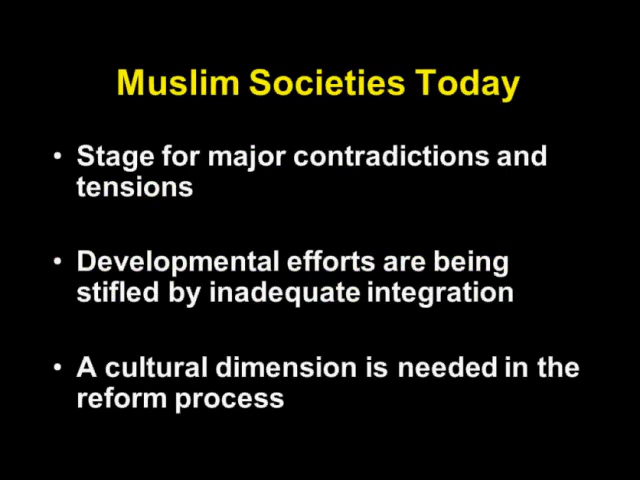 Muslim Societies Today
• Stage for major contradictions and
tensions
• Developmental efforts are being
stifled by inadequate integration
• A cultural dimension is needed in the
reform process